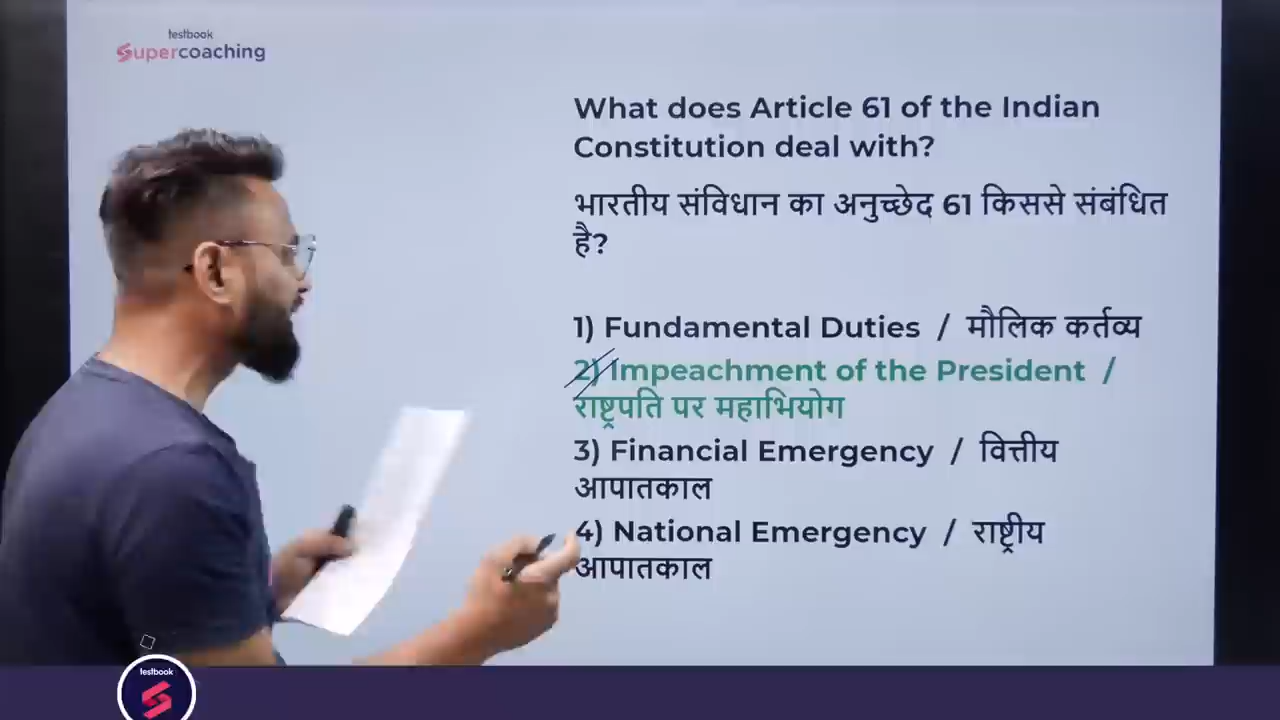 testbook
Supercoaching
What does Article 61 of the Indian
Constitution deal with?
भारतीय संविधान का अनुच्छेद 61 किससे संबंधित
है?
1) Fundamental Duties / मौलिक कर्तव्य
2) Impeachment of the President /
राष्ट्रपति पर महाभियोग
3) Financial Emergency / वित्तीय
आपातकाल
4) National Emergency / राष्ट्रीय
आपातकाल
testbook